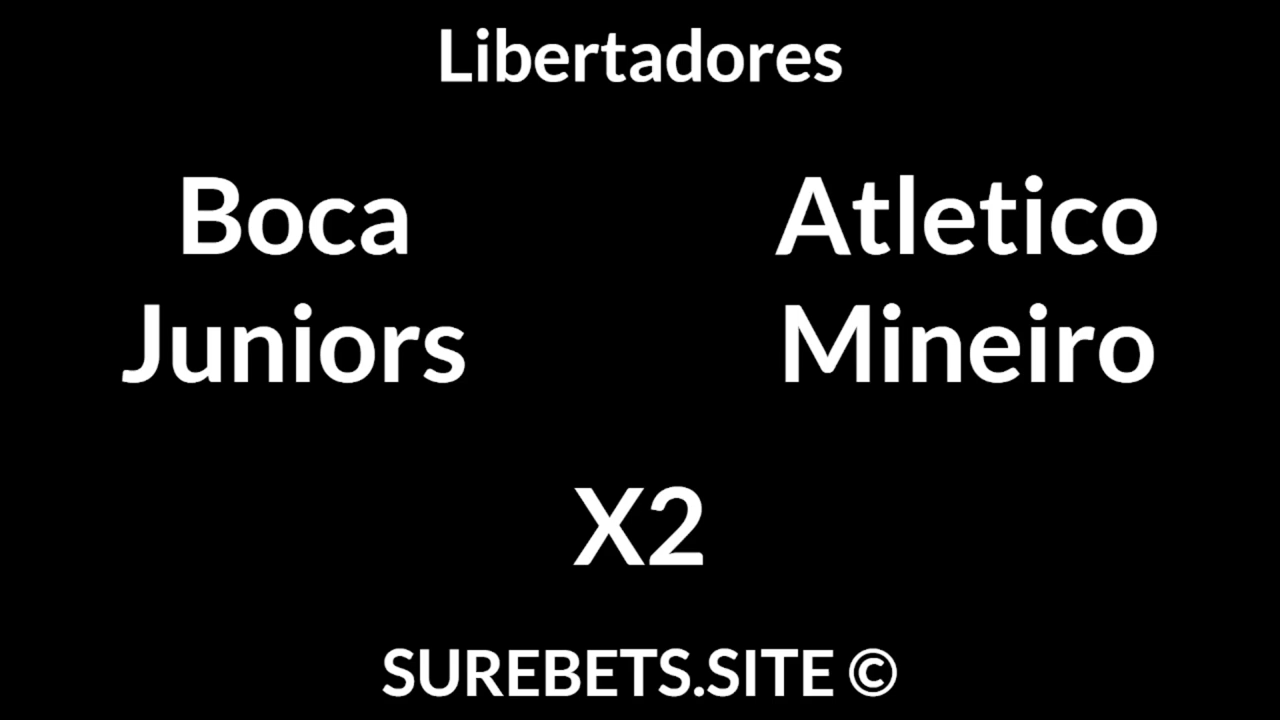 Libertadores
Boca Juniors
Atletico Mineiro
X2
SUREBETS.SITE ©